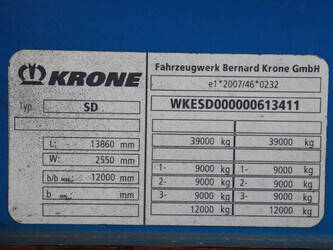 KRONE
Fahrzeugwerk Bernard Krone GmbH
e1*2007/46*0232
Typ SD
WKESD000000613411
L: 13860 mm
W: 2550 mm
b/b 12000 mm
b mm
39000 kg 39000 kg
1- 9000 kg 1- 9000 kg
2- 9000 kg 2- 9000 kg
3- 9000 kg 3- 9000 kg
12000 kg 12000 kg